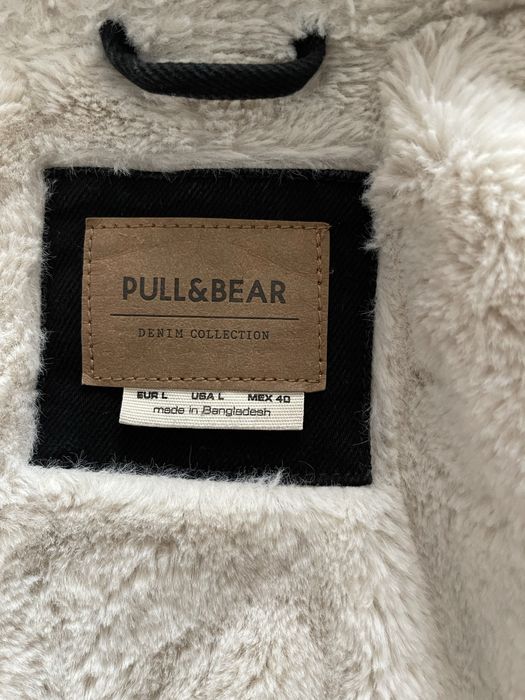 PULL&BEAR
DENIM COLLECTION
EUR L USA L MEX 40
made in Bangladesh